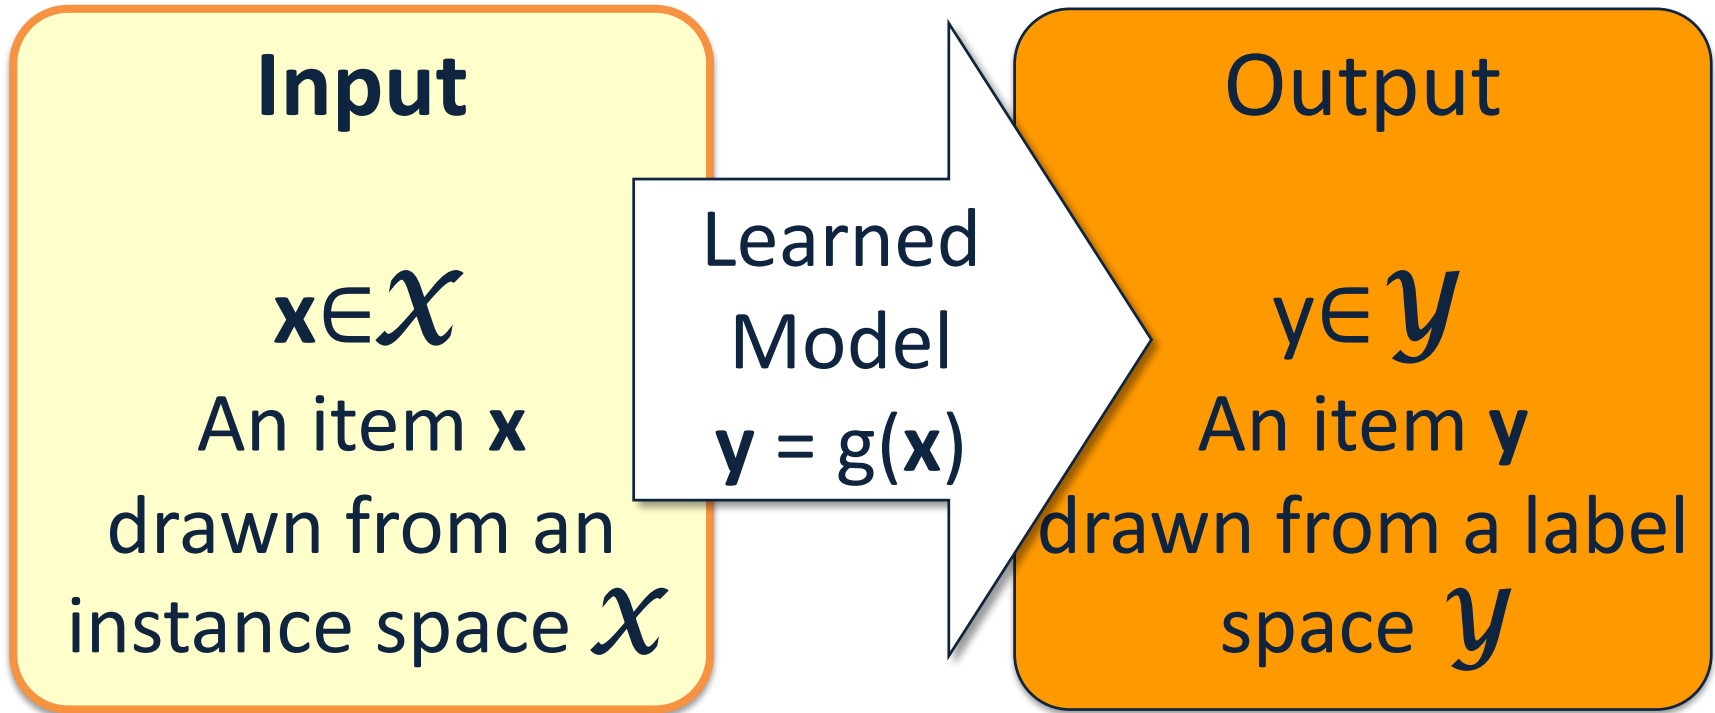 Input
x∈𝒳
An item x
drawn from an
instance space 𝒳
Learned
Model
y = g(x)
Output
y∈𝒴
An item y
drawn from a label
space 𝒴